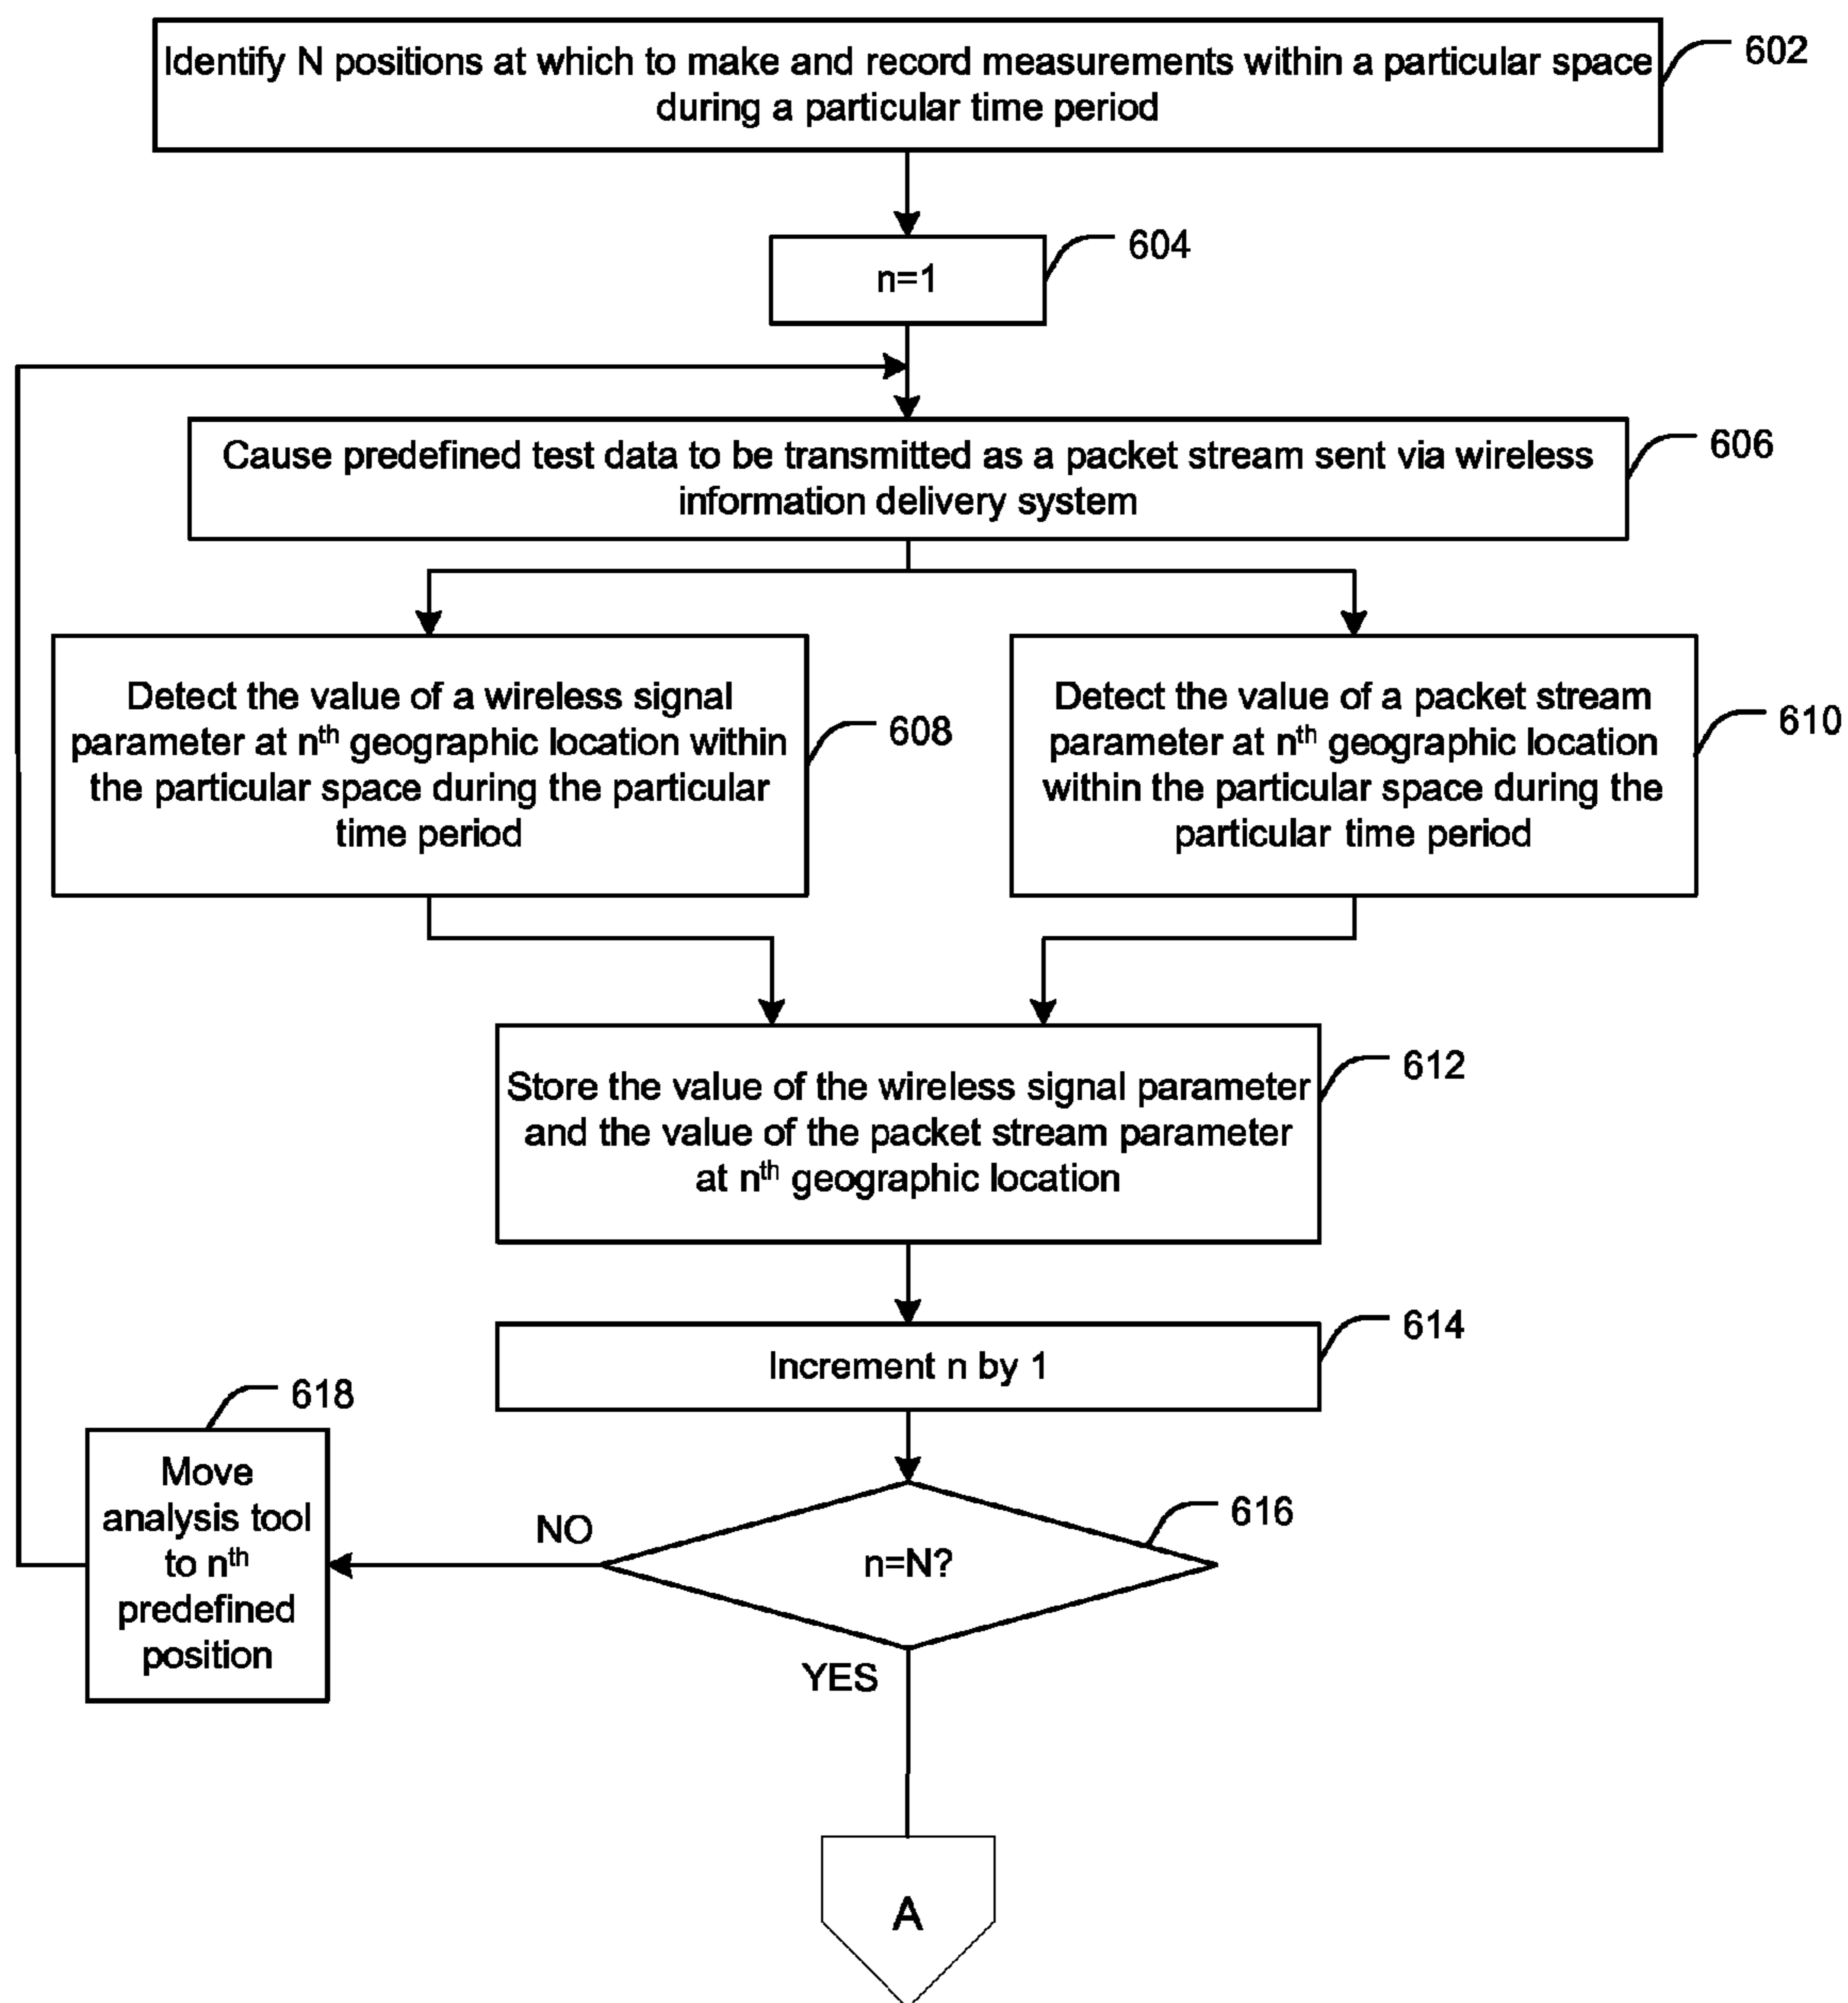 Identify N positions at which to make and record measurements within a particular space
during a particular time period
602
n=1
604
Cause predefined test data to be transmitted as a packet stream sent via wireless
information delivery system
606
Detect the value of a wireless signal
parameter at nth geographic location within
the particular space during the particular
time period
608
Detect the value of a packet stream
parameter at nth geographic location
within the particular space during the
particular time period
610
Store the value of the wireless signal parameter
and the value of the packet stream parameter
at nth geographic location
612
Increment n by 1
614
n=N?
616
NO
YES
618
Move
analysis tool
to nth
predefined
position
A